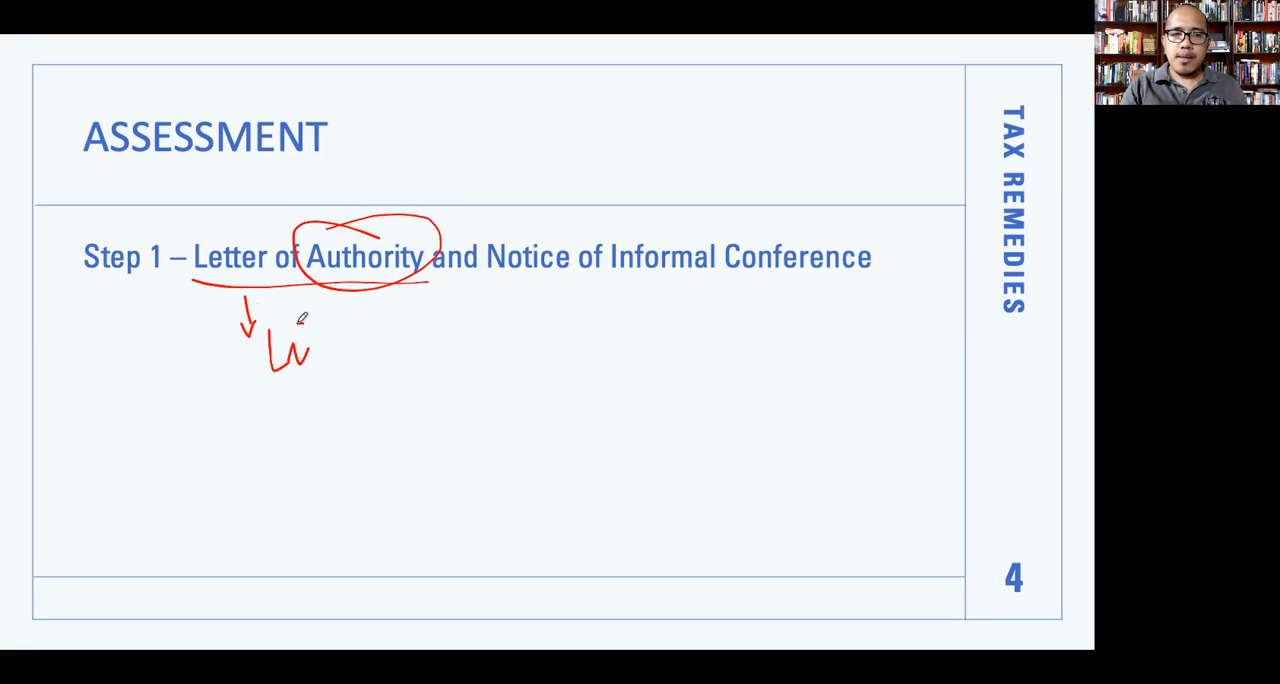 ASSESSMENT
Step 1 – Letter of Authority and Notice of Informal Conference
TAX REMEDIES
4